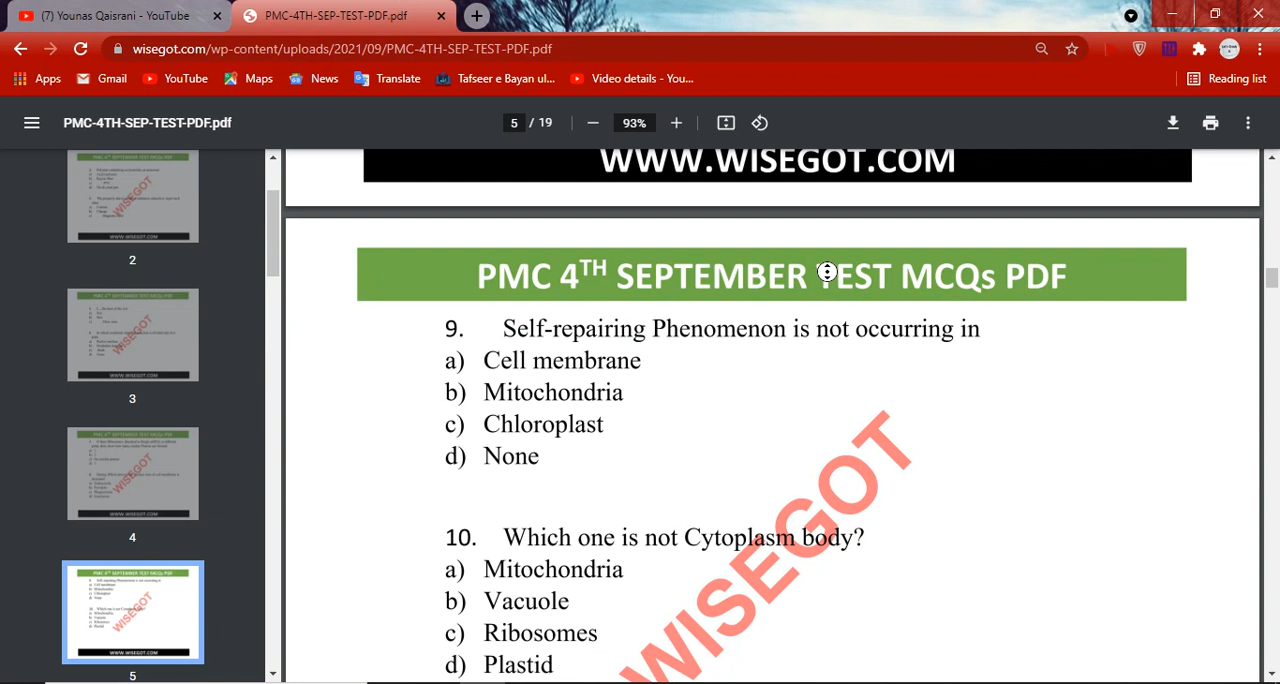 (7) Younus Qaisrani - YouTube
PMC-4TH-SEP-TEST-PDF.pdf
wisegot.com/wp-content/uploads/2021/09/PMC-4TH-SEP-TEST-PDF.pdf
Apps
Gmail
YouTube
Maps
News
Translate
Tafseer e Bayan ul...
Video details - You...
Reading list
PMC-4TH-SEP-TEST-PDF.pdf
5 / 19
93%
2
3
4
5
WWW.WISEGOT.COM
PMC 4TH SEPTEMBER TEST MCQs PDF
9. Self-repairing Phenomenon is not occurring in
a) Cell membrane
b) Mitochondria
c) Chloroplast
d) None
10. Which one is not Cytoplasm body?
a) Mitochondria
b) Vacuole
c) Ribosomes
d) Plastid
WISEGOT